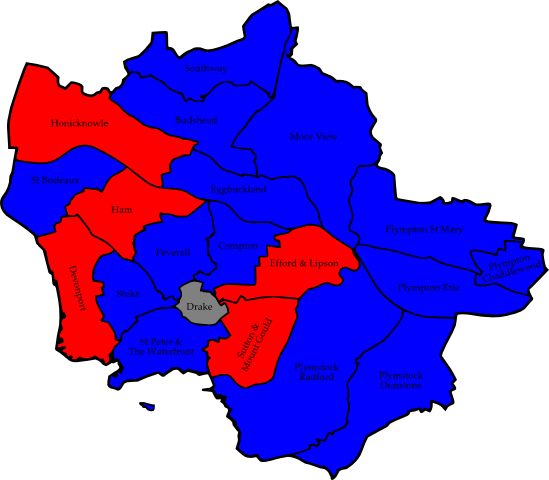 Southway
Budshead
Moor View
Honicknowle
St Budeaux
Eggbuckland
Ham
Plympton St Mary
Compton
Peverell
Efford & Lipson
Plympton
Chaddlewood
Devonport
Stoke
Plympton Erle
Drake
Sutton &
Mount Gould
St Peter &
The Waterfront
Plymstock
Radford
Plymstock
Dunstone